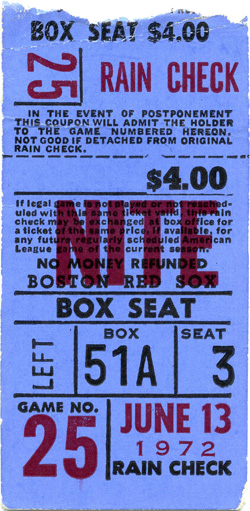 BOX SEAT $4.00
25 RAIN CHECK
IN THE EVENT OF POSTPONEMENT
THIS COUPON WILL ADMIT THE HOLDER
TO THE GAME NUMBERED HEREON.
NOT GOOD IF DETACHED FROM ORIGINAL
RAIN CHECK.
$4.00
If legal game is not played or not resched-
uled with this same ticket valid, this rain
check may be exchanged at box office for
a ticket of the same price, if available, for
any future regularly scheduled American
League Game of the current season.
NITE
NO MONEY REFUNDED
BOSTON RED SOX
BOX SEAT
LEFT
BOX SEAT
51A 3
GAME NO.
25
JUNE 13
1972
RAIN CHECK